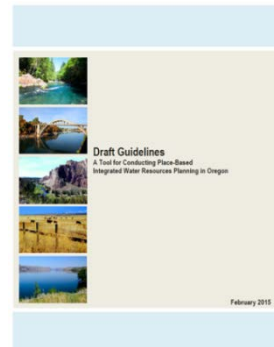 Draft Guidelines
A Tool for Conducting Place-Based
Integrated Water Resources Planning in Oregon
February 2015